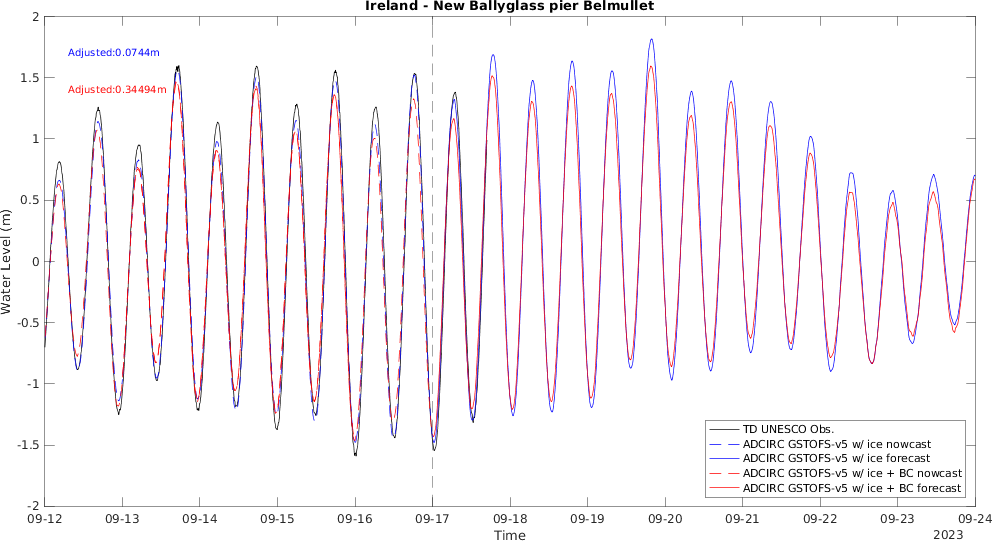 Ireland - New Ballyglass pier Belmullet
Adjusted:0.0744m
Adjusted:0.34494m
Water Level (m)
2
1.5
1
0.5
0
-0.5
-1
-1.5
-2
TD UNESCO Obs.
ADCIRC GSTOFS-v5 w/ ice nowcast
ADCIRC GSTOFS-v5 w/ ice forecast
ADCIRC GSTOFS-v5 w/ ice + BC nowcast
ADCIRC GSTOFS-v5 w/ ice + BC forecast
09-12 09-13 09-14 09-15 09-16 09-17 09-18 09-19 09-20 09-21 09-22 09-23 09-24
Time
2023